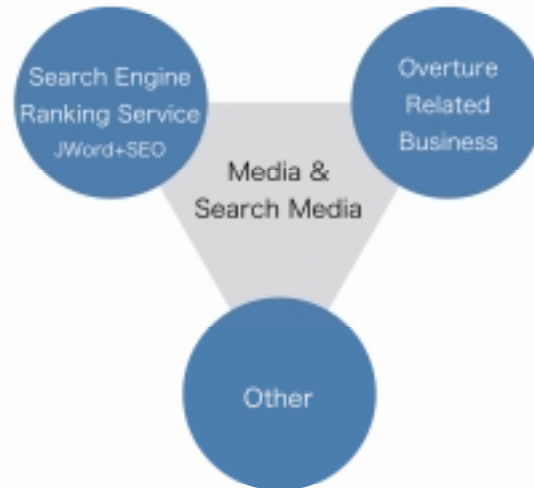 Search Engine
Ranking Service
JWord+SEO
Overture
Related
Business
Media &
Search Media
Other